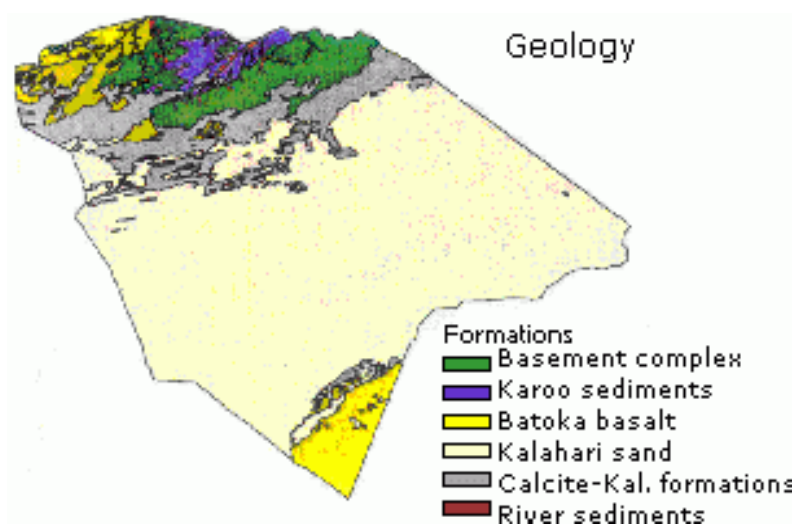 Geology
Formations
Basement complex
Karoo sediments
Batoka basalt
Kalahari sand
Calcite-Kal. formations
River sediments